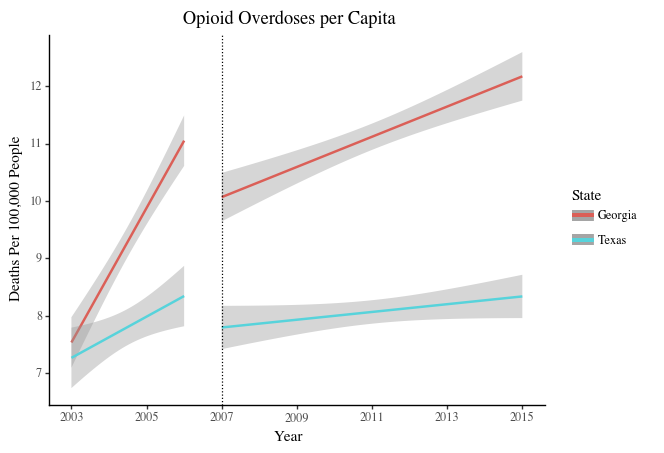 Opioid Overdoses per Capita
Deaths Per 100,000 People
12
11
10
9
8
7
2003
2005
2007
2009
2011
2013
2015
Year
State
Georgia
Texas